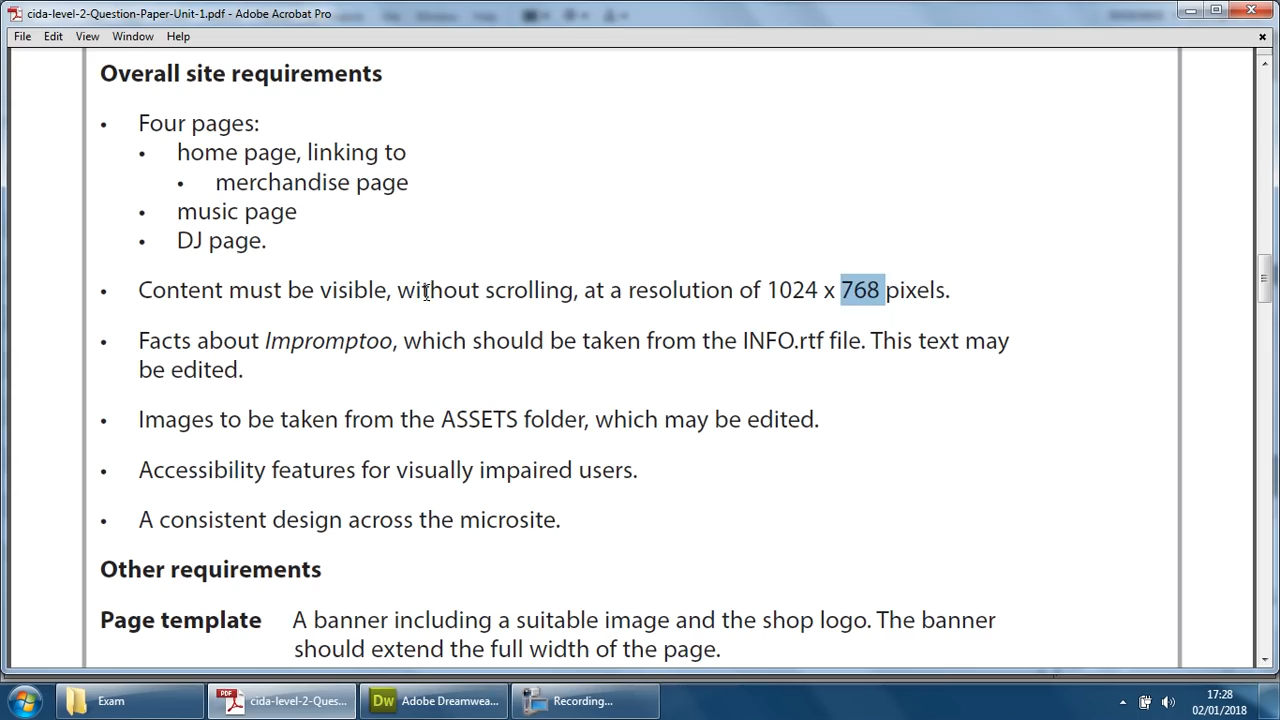 cida-level-2-Question-Paper-Unit-1.pdf - Adobe Acrobat Pro
File Edit View Window Help
Overall site requirements
• Four pages:
• home page, linking to
• merchandise page
• music page
• DJ page.
• Content must be visible, without scrolling, at a resolution of 1024 x 768 pixels.
• Facts about Impromptoo, which should be taken from the INFO.rtf file. This text may
be edited.
• Images to be taken from the ASSETS folder, which may be edited.
• Accessibility features for visually impaired users.
• A consistent design across the microsite.
Other requirements
Page template A banner including a suitable image and the shop logo. The banner
should extend the full width of the page.
Exam
PDF
cida-level-2-Ques...
Dw
Adobe Dreamwea...
Recording...
17:28
02/01/2018